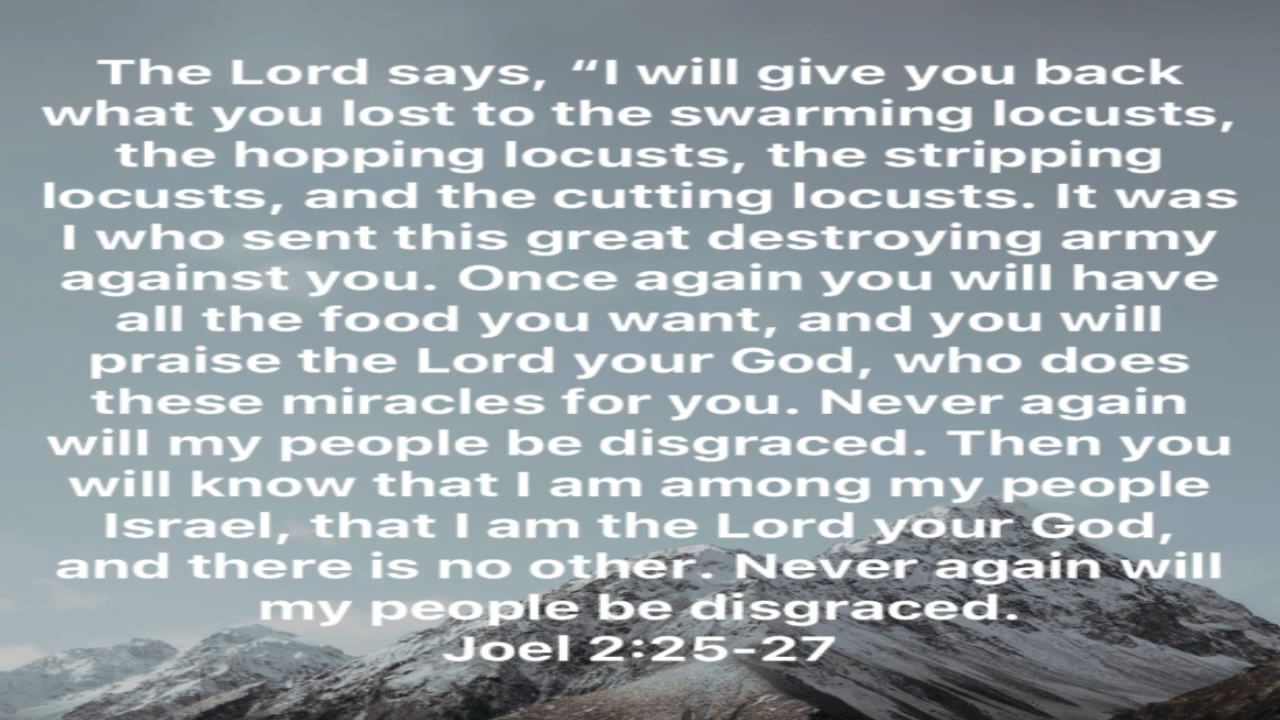 The Lord says, “I will give you back
what you lost to the swarming locusts,
the hopping locusts, the stripping
locusts, and the cutting locusts. It was
I who sent this great destroying army
against you. Once again you will have
all the food you want, and you will
praise the Lord your God, who does
these miracles for you. Never again
will my people be disgraced. Then you
will know that I am among my people
Israel, that I am the Lord your God,
and there is no other. Never again will
my people be disgraced.
Joel 2:25-27